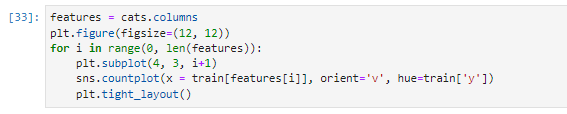 [33]: features = cats.columns
plt.figure(figsize=(12, 12))
for i in range(0, len(features)):
    plt.subplot(4, 3, i+1)
    sns.countplot(x = train[features[i]], orient='v', hue=train['y'])
    plt.tight_layout()